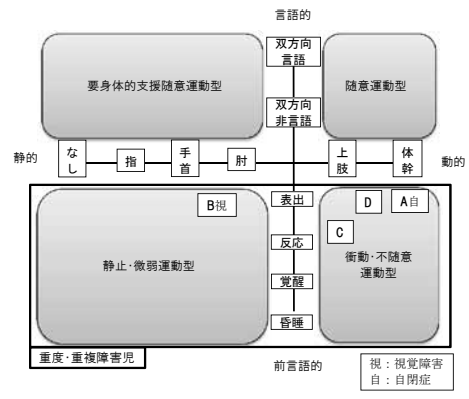 言語的
双方向
言語
要身体的支援随意運動型
随意運動型
双方向
非言語
静的
なし
指
手首
肘
上肢
体幹
動的
表出
B視
D
A自
C
反応
静止・微弱運動型
衝動・不随意
運動型
覚醒
昏睡
重度・重複障害児
前言語的
視：視覚障害
自：自閉症